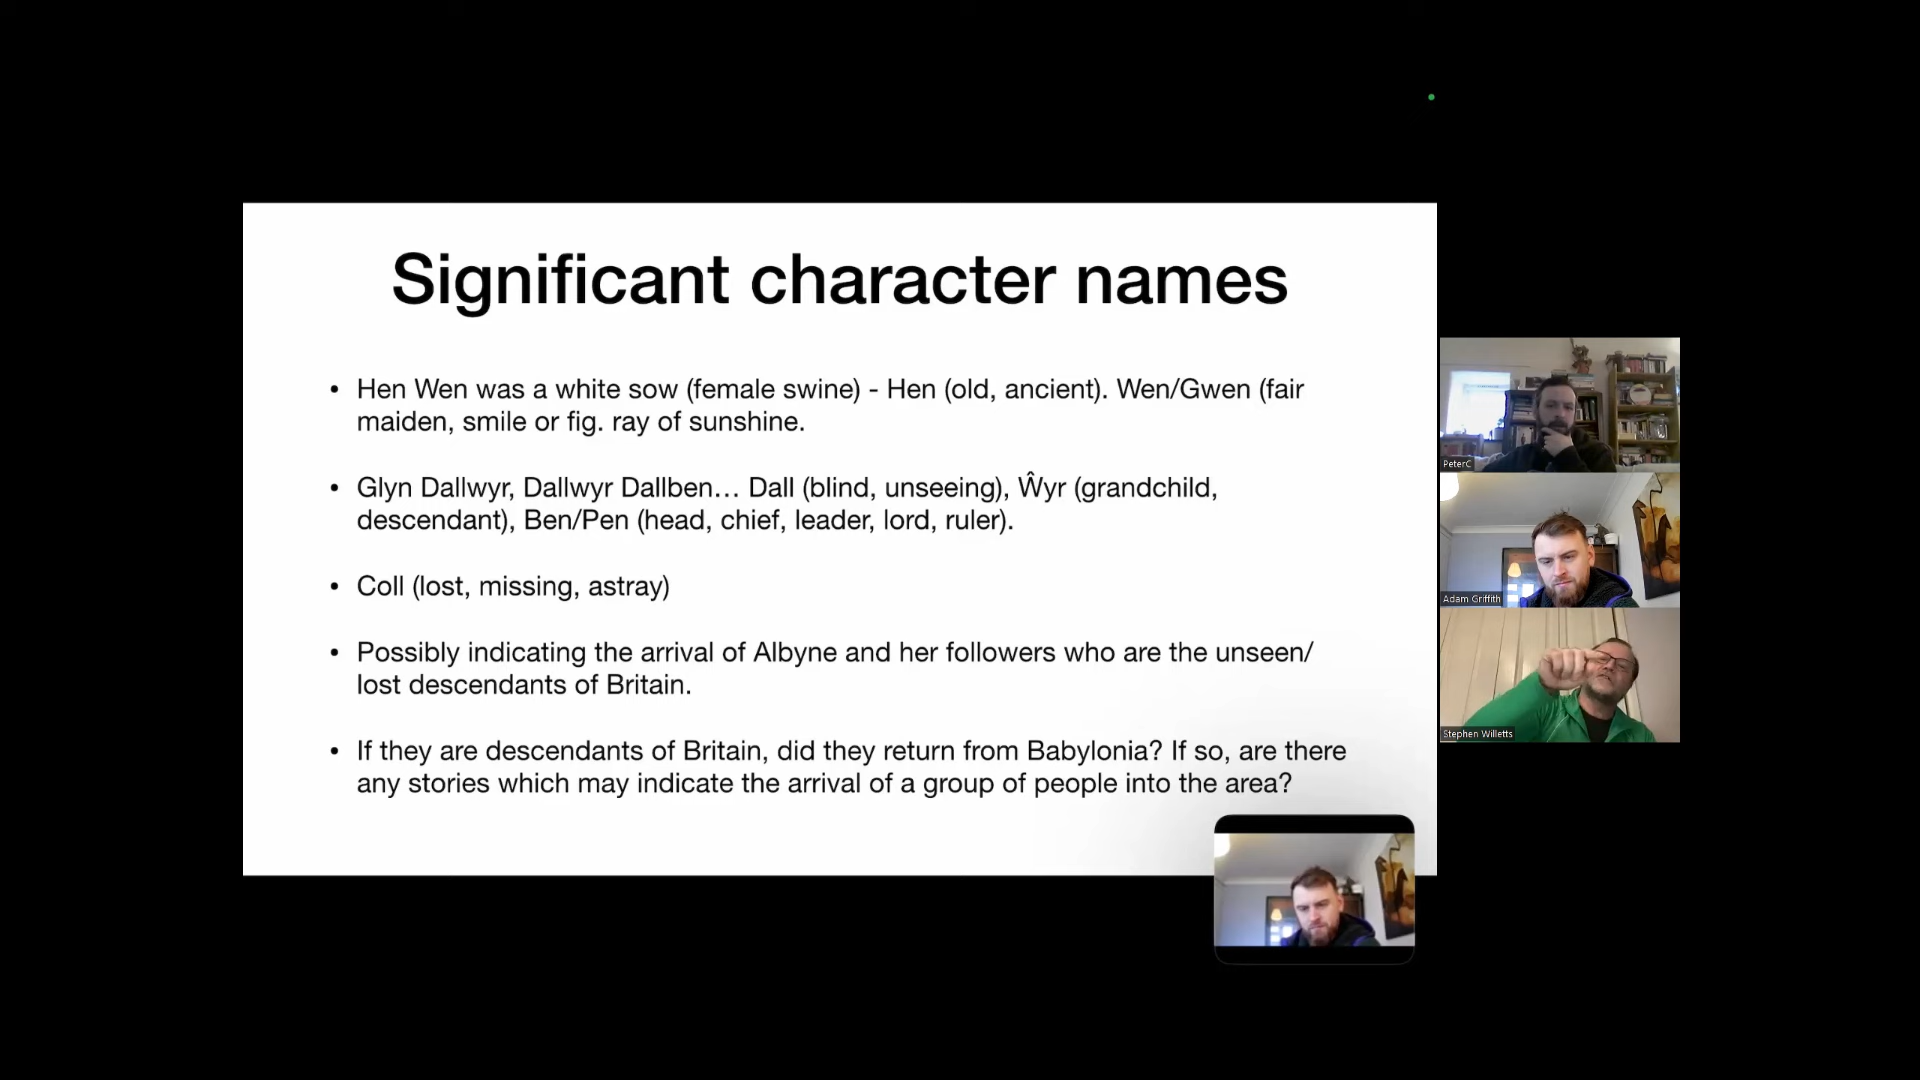 Significant character names
• Hen Wen was a white sow (female swine) - Hen (old, ancient). Wen/Gwen (fair
maiden, smile or fig. ray of sunshine.
• Glyn Dallwyr, Dallwyr Dallben… Dall (blind, unseeing), Ŵyr (grandchild,
descendant), Ben/Pen (head, chief, leader, lord, ruler).
• Coll (lost, missing, astray)
• Possibly indicating the arrival of Albyne and her followers who are the unseen/
lost descendants of Britain.
• If they are descendants of Britain, did they return from Babylonia? If so, are there
any stories which may indicate the arrival of a group of people into the area?
PeterC
Adam Griffith
Stephen Willetts